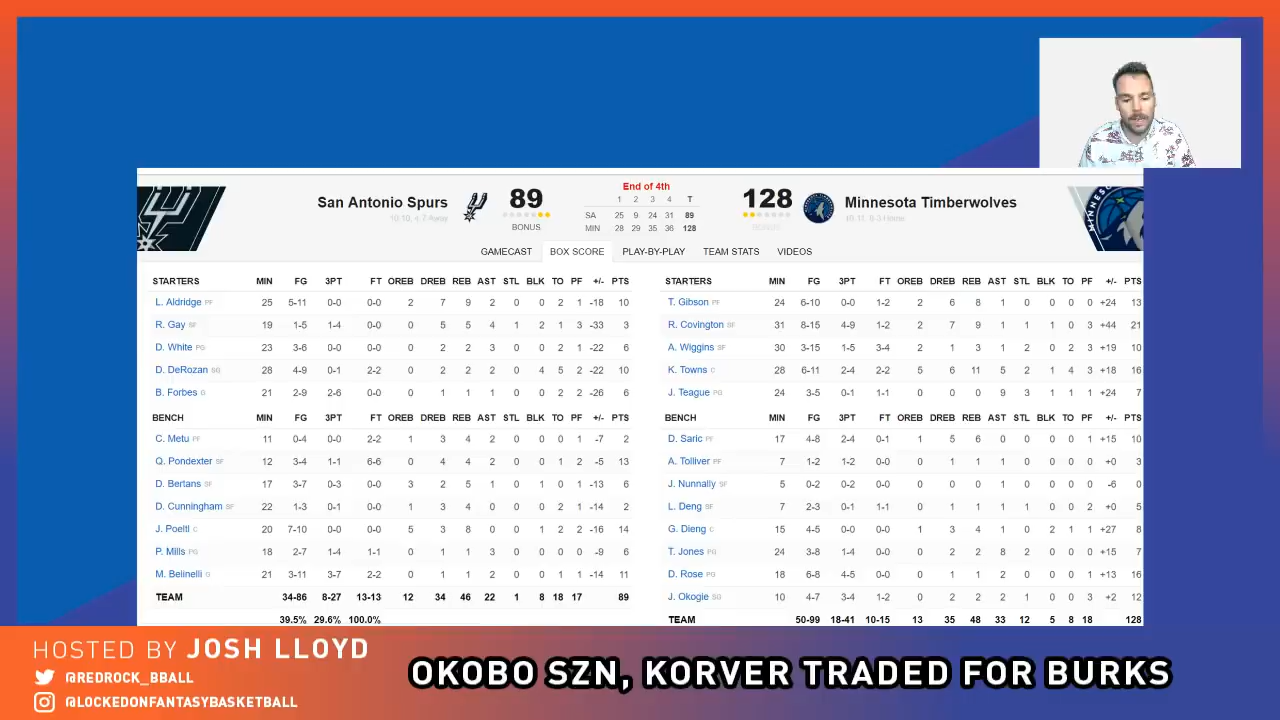 San Antonio Spurs
10-10, 4-7 Away
89
BONUS
End of 4th
1 2 3 4 T
SA 25 9 24 31 89
MIN 28 29 35 36 128
128
BONUS
Minnesota Timberwolves
GAMECAST BOX SCORE PLAY-BY-PLAY TEAM STATS VIDEOS
STARTERS MIN FG 3PT FT OREB DREB REB AST STL BLK TO PF +/- PTS
L. Aldridge PF 25 5-11 0-0 0-0 2 7 9 2 0 0 2 1 -18 10
R. Gay SF 19 1-5 1-4 0-0 0 5 5 4 1 2 1 3 -33 3
D. White PG 23 3-6 0-0 0-0 0 2 2 3 0 0 2 1 -22 6
D. DeRozan SG 28 4-9 0-1 2-2 0 2 2 2 0 4 5 2 -22 10
B. Forbes G 21 2-9 2-6 0-0 0 1 1 1 0 0 0 2 -26 6
BENCH MIN FG 3PT FT OREB DREB REB AST STL BLK TO PF +/- PTS
C. Metu PF 11 0-4 0-0 2-2 1 3 4 2 0 0 0 1 -7 2
Q. Pondexter SF 12 3-4 1-1 6-6 0 4 4 2 0 0 1 2 -5 13
D. Bertans SF 17 3-7 0-3 0-0 3 2 5 1 0 0 0 1 -13 6
D. Cunningham SF 22 1-3 0-1 0-0 1 3 4 0 0 0 1 2 -14 2
J. Poeltl C 20 7-10 0-0 0-0 5 3 8 0 0 1 2 2 -16 14
P. Mills PG 18 2-7 1-4 1-1 0 1 1 3 0 0 0 0 -9 6
M. Belinelli G 21 3-11 3-7 2-2 0 1 1 2 0 0 1 1 -14 11
TEAM 34-86 8-27 13-13 12 34 46 22 1 8 18 17 89
39.5% 29.6% 100.0%
STARTERS MIN FG 3PT FT OREB DREB REB AST STL BLK TO PF +/- PTS
T. Gibson PF 24 6-10 0-0 1-2 2 6 8 1 0 0 0 0 +24 13
R. Covington SF 31 8-15 4-9 1-2 2 7 9 1 1 1 0 3 +44 21
A. Wiggins SF 30 3-15 1-5 3-4 2 1 3 1 2 0 2 3 +19 10
K. Towns C 28 6-11 2-4 2-2 5 6 11 5 2 1 4 3 +18 16
J. Teague PG 24 3-5 0-1 1-1 0 0 0 9 3 1 1 1 +24 7
BENCH MIN FG 3PT FT OREB DREB REB AST STL BLK TO PF +/- PTS
D. Saric PF 17 4-8 2-4 0-1 1 5 6 0 0 0 0 1 +15 10
A. Tolliver PF 7 1-2 1-2 0-0 0 1 1 1 0 0 0 0 +0 3
J. Nunnally SF 5 0-2 0-2 0-0 0 0 0 1 0 0 0 1 -6 0
L. Deng SF 7 2-3 0-1 1-1 0 1 1 0 1 0 0 2 +0 5
G. Dieng C 15 4-5 0-0 0-0 1 3 4 1 0 2 1 1 +27 8
T. Jones PG 24 3-8 1-4 0-0 0 2 2 8 2 0 0 0 +15 7
D. Rose PG 18 6-8 4-5 0-0 0 1 1 2 0 0 0 1 +13 16
J. Okogie SG 10 4-7 3-4 1-2 0 2 2 2 1 0 0 3 +2 12
TEAM 50-99 18-41 10-15 13 35 48 33 12 5 8 18 128
HOSTED BY JOSH LLOYD
@REDROCK_BBALL
@LOCKEDONFANTASYBASKETBALL
OKOBO SZN, KORVER TRADED FOR BURKS